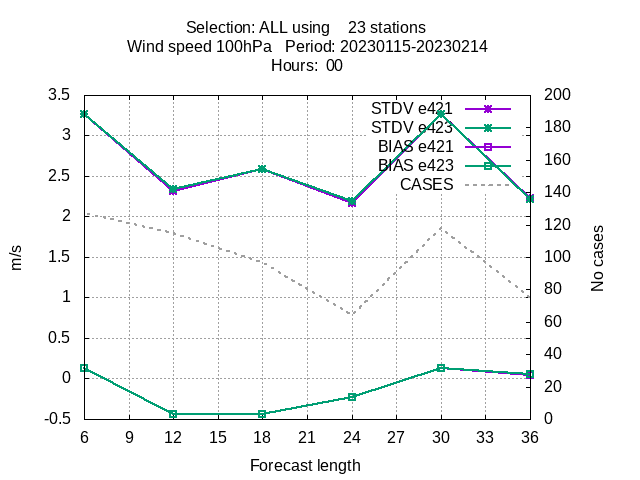 Selection: ALL using 23 stations
Wind speed 100hPa Period: 20230115-20230214
Hours: 00
3.5
3
2.5
2
1.5
1
0.5
0
-0.5
200
180
160
140
120
100
80
60
40
20
0
STDV e421
STDV e423
BIAS e421
BIAS e423
CASES
m/s
No cases
6 9 12 15 18 21 24 27 30 33 36
Forecast length